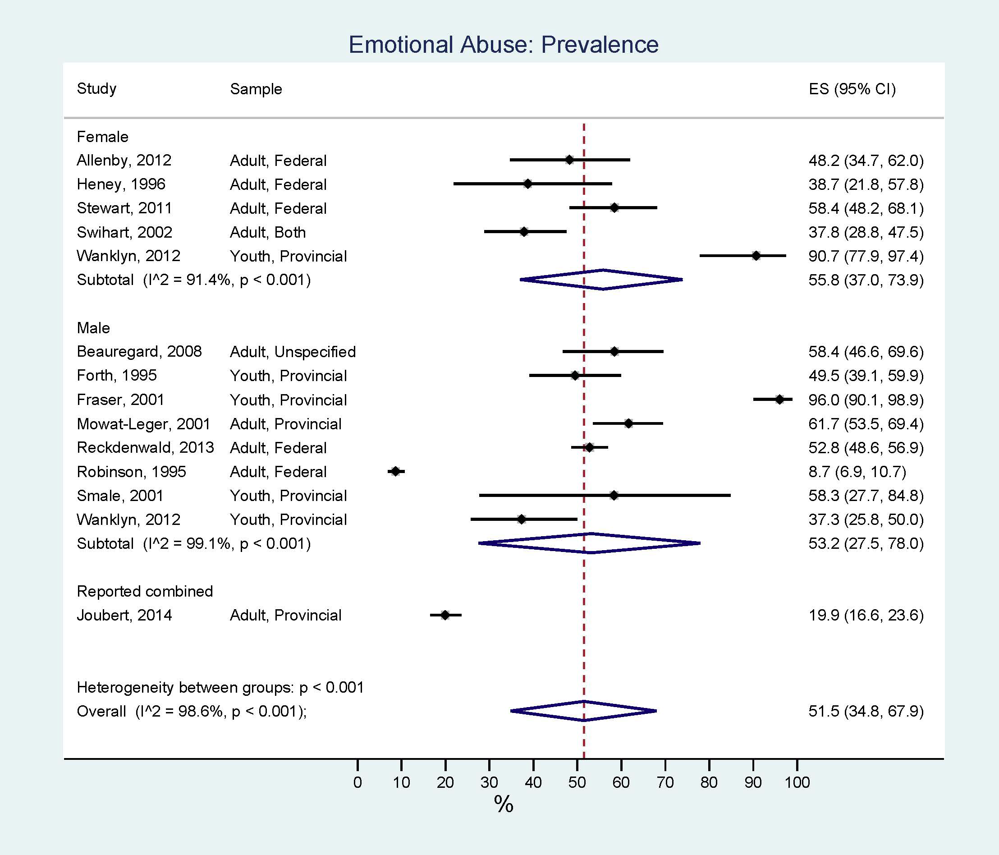 Emotional Abuse: Prevalence
Study Sample ES (95% CI)
Female
Allenby, 2012 Adult, Federal 48.2 (34.7, 62.0)
Heney, 1996 Adult, Federal 38.7 (21.8, 57.8)
Stewart, 2011 Adult, Federal 58.4 (48.2, 68.1)
Swihart, 2002 Adult, Both 37.8 (28.8, 47.5)
Wanklyn, 2012 Youth, Provincial 90.7 (77.9, 97.4)
Subtotal (I^2 = 91.4%, p < 0.001) 55.8 (37.0, 73.9)
Male
Beauregard, 2008 Adult, Unspecified 58.4 (46.6, 69.6)
Forth, 1995 Youth, Provincial 49.5 (39.1, 59.9)
Fraser, 2001 Youth, Provincial 96.0 (90.1, 98.9)
Mowat-Leger, 2001 Adult, Provincial 61.7 (53.5, 69.4)
Reckdenwald, 2013 Adult, Federal 52.8 (48.6, 56.9)
Robinson, 1995 Adult, Federal 8.7 (6.9, 10.7)
Smale, 2001 Youth, Provincial 58.3 (27.7, 84.8)
Wanklyn, 2012 Youth, Provincial 37.3 (25.8, 50.0)
Subtotal (I^2 = 99.1%, p < 0.001) 53.2 (27.5, 78.0)
Reported combined
Joubert, 2014 Adult, Provincial 19.9 (16.6, 23.6)
Heterogeneity between groups: p < 0.001
Overall (I^2 = 98.6%, p < 0.001); 51.5 (34.8, 67.9)
0 10 20 30 40 50 60 70 80 90 100
%